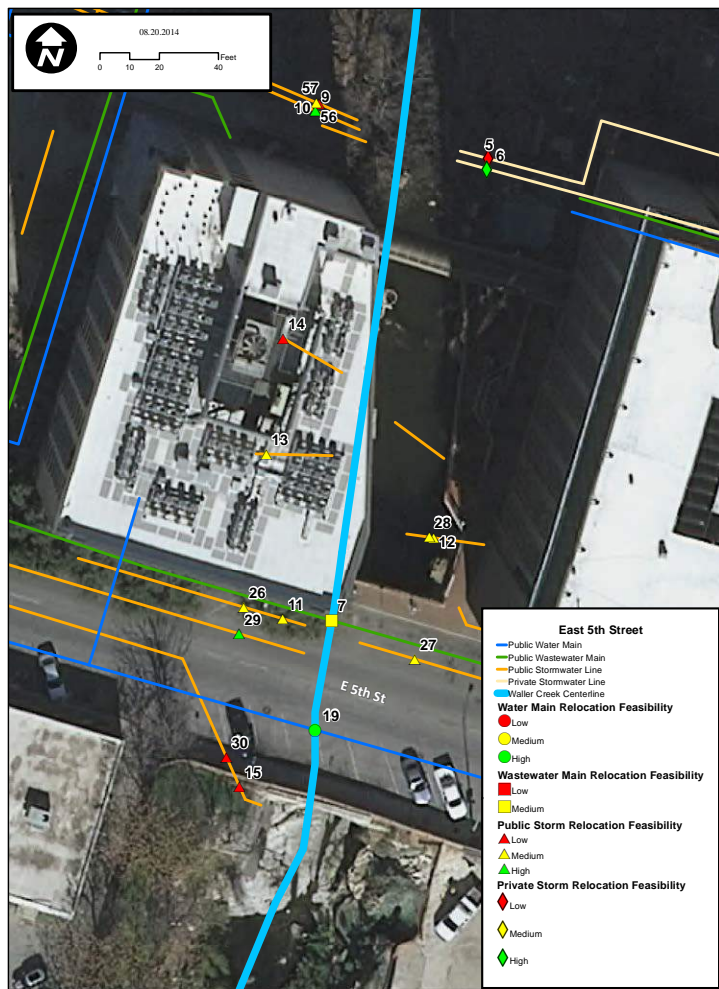 08.20.2014
N
Feet
0 10 20 40
57 9
10 56
5
6
14
13
28
12
26
11
7
29
27
E 5th St
19
30
15
East 5th Street
Public Water Main
Public Wastewater Main
Public Stormwater Line
Private Stormwater Line
Waller Creek Centerline
Water Main Relocation Feasibility
Low
Medium
High
Wastewater Main Relocation Feasibility
Low
Medium
Public Storm Relocation Feasibility
Low
Medium
High
Private Storm Relocation Feasibility
Low
Medium
High